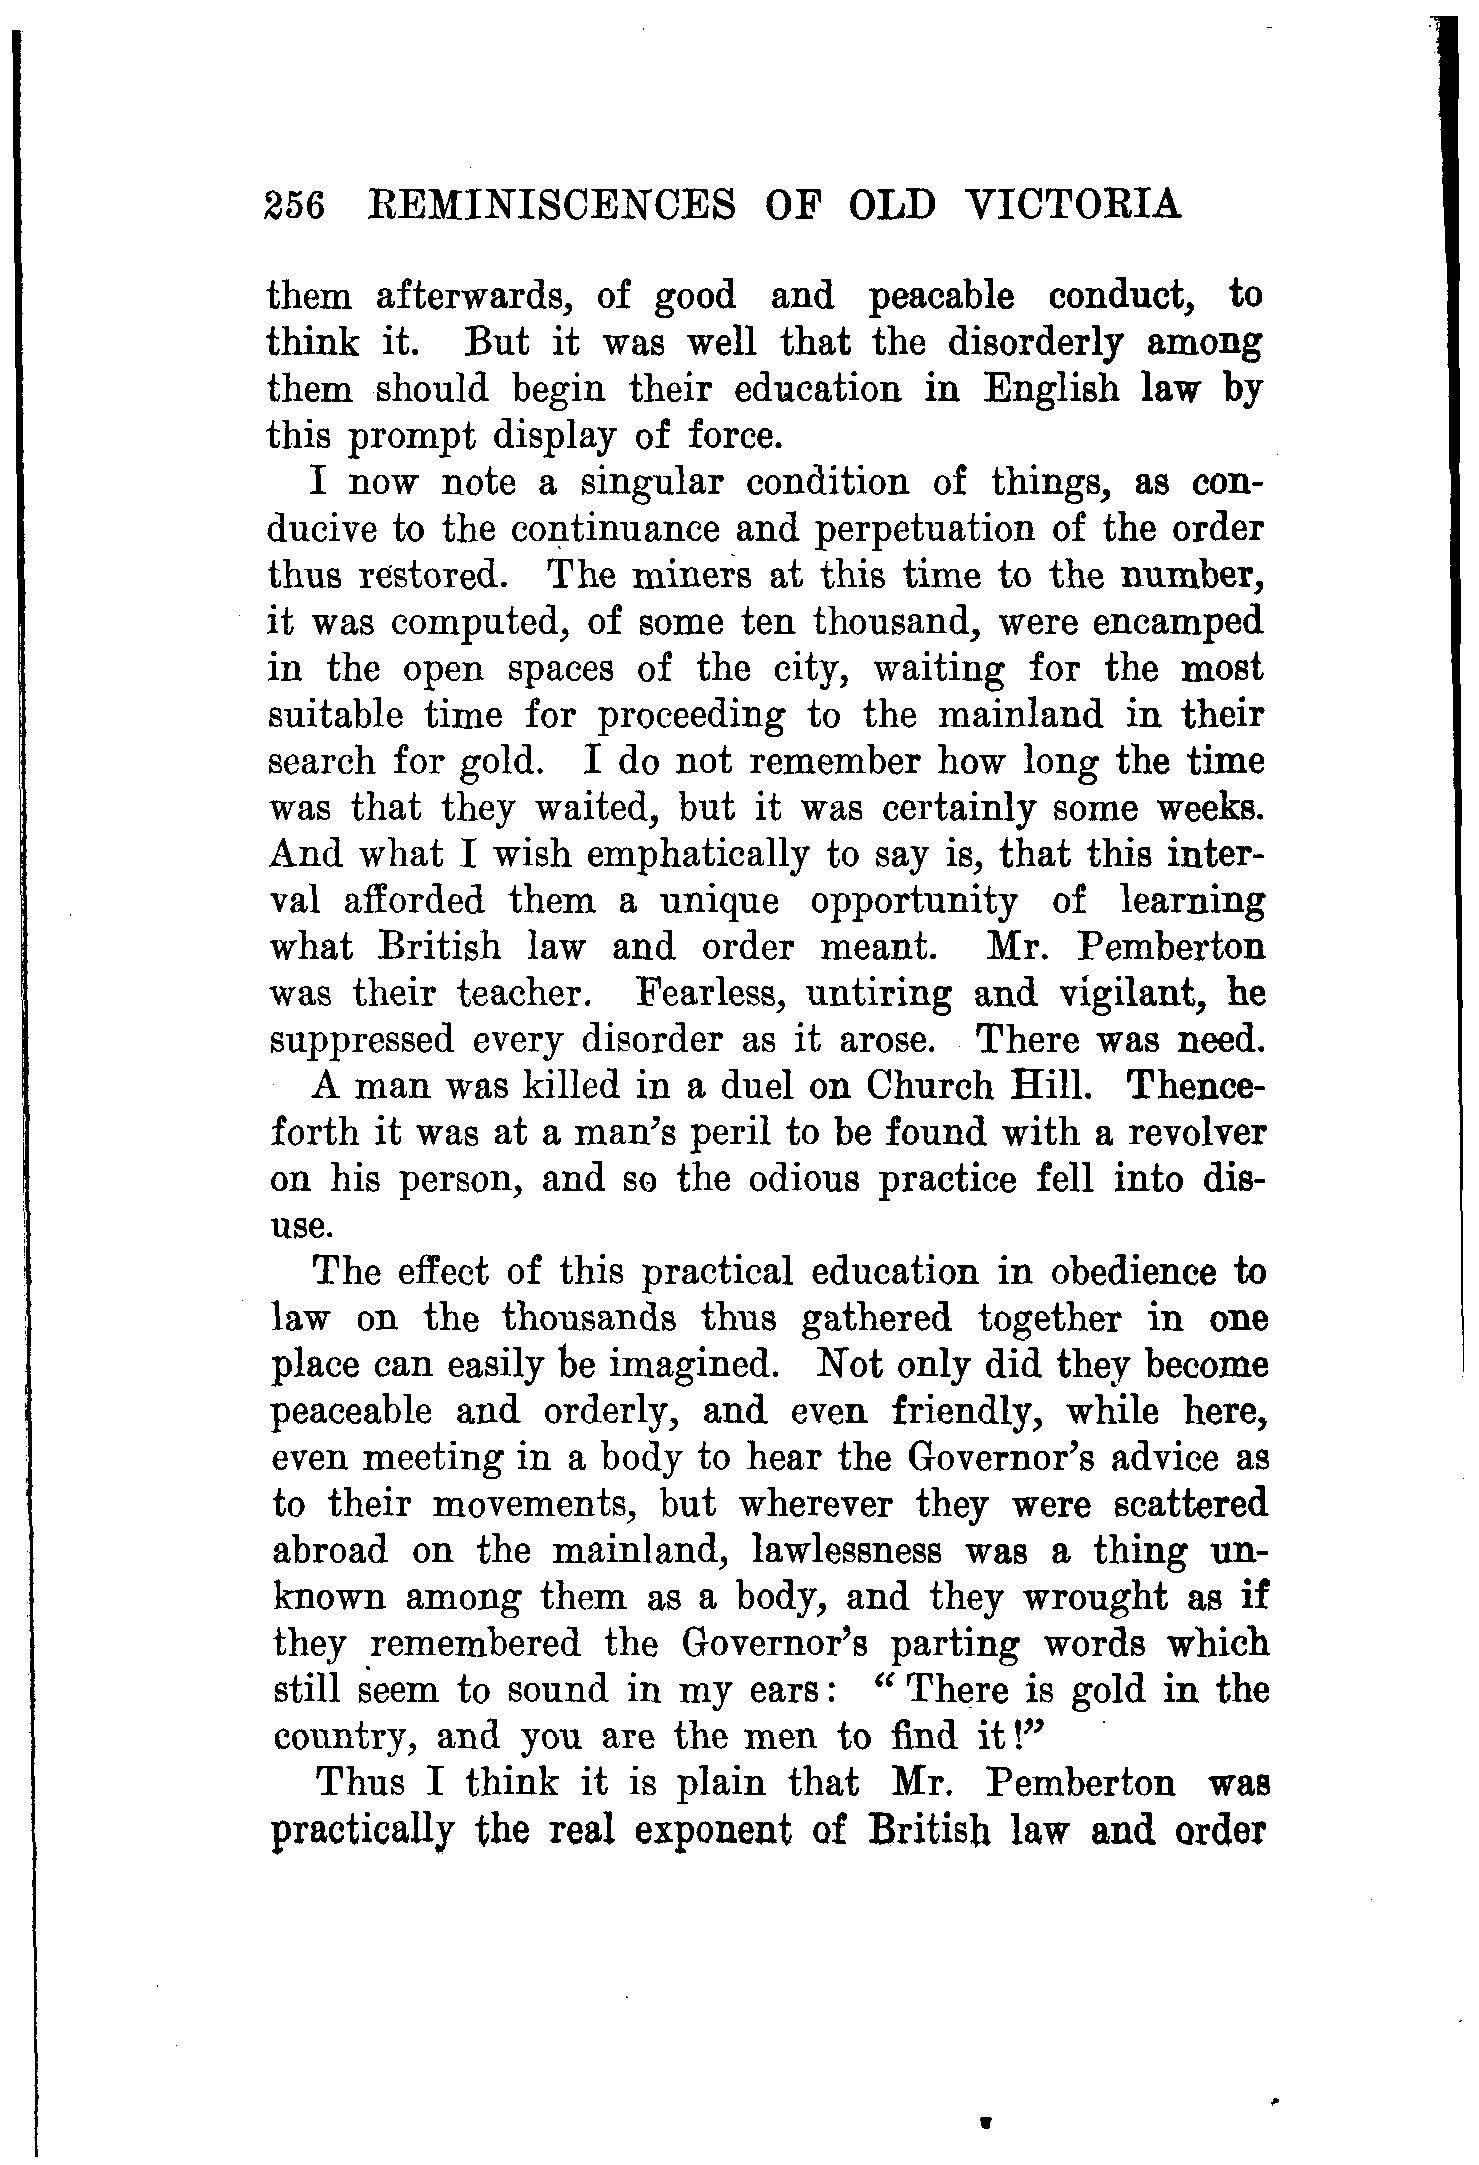 256 REMINISCENCES OF OLD VICTORIA
them afterwards, of good and peacable conduct, to
think it. But it was well that the disorderly among
them should begin their education in English law by
this prompt display of force.
I now note a singular condition of things, as con-
ducive to the continuance and perpetuation of the order
thus restored. The miners at this time to the number,
it was computed, of some ten thousand, were encamped
in the open spaces of the city, waiting for the most
suitable time for proceeding to the mainland in their
search for gold. I do not remember how long the time
was that they waited, but it was certainly some weeks.
And what I wish emphatically to say is, that this inter-
val afforded them a unique opportunity of learning
what British law and order meant. Mr. Pemberton
was their teacher. Fearless, untiring and vigilant, he
suppressed every disorder as it arose. There was need.
A man was killed in a duel on Church Hill. Thence-
forth it was at a man's peril to be found with a revolver
on his person, and so the odious practice fell into dis-
use.
The effect of this practical education in obedience to
law on the thousands thus gathered together in one
place can easily be imagined. Not only did they become
peaceable and orderly, and even friendly, while here,
even meeting in a body to hear the Governor's advice as
to their movements, but wherever they were scattered
abroad on the mainland, lawlessness was a thing un-
known among them as a body, and they wrought as if
they remembered the Governor's parting words which
still seem to sound in my ears: “There is gold in the
country, and you are the men to find it!”
Thus I think it is plain that Mr. Pemberton was
practically the real exponent of British law and order